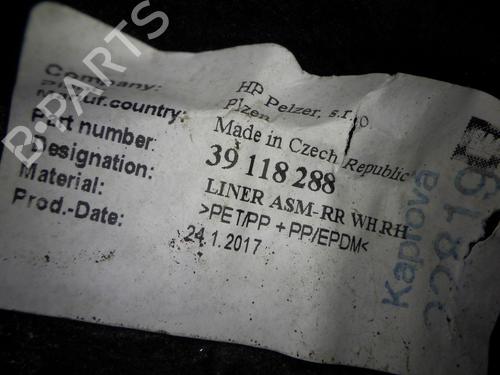 Company: HP Pelzer, s.r.o.
Plzen
Manuf.country: Made in Czech Republic
Part number: 39 118 288
Designation: LINER ASM-RR WH RH
Material: >PET/PP + PP/EPDM<
Prod.-Date: 24.1.2017
Kaprova
B-PARTS